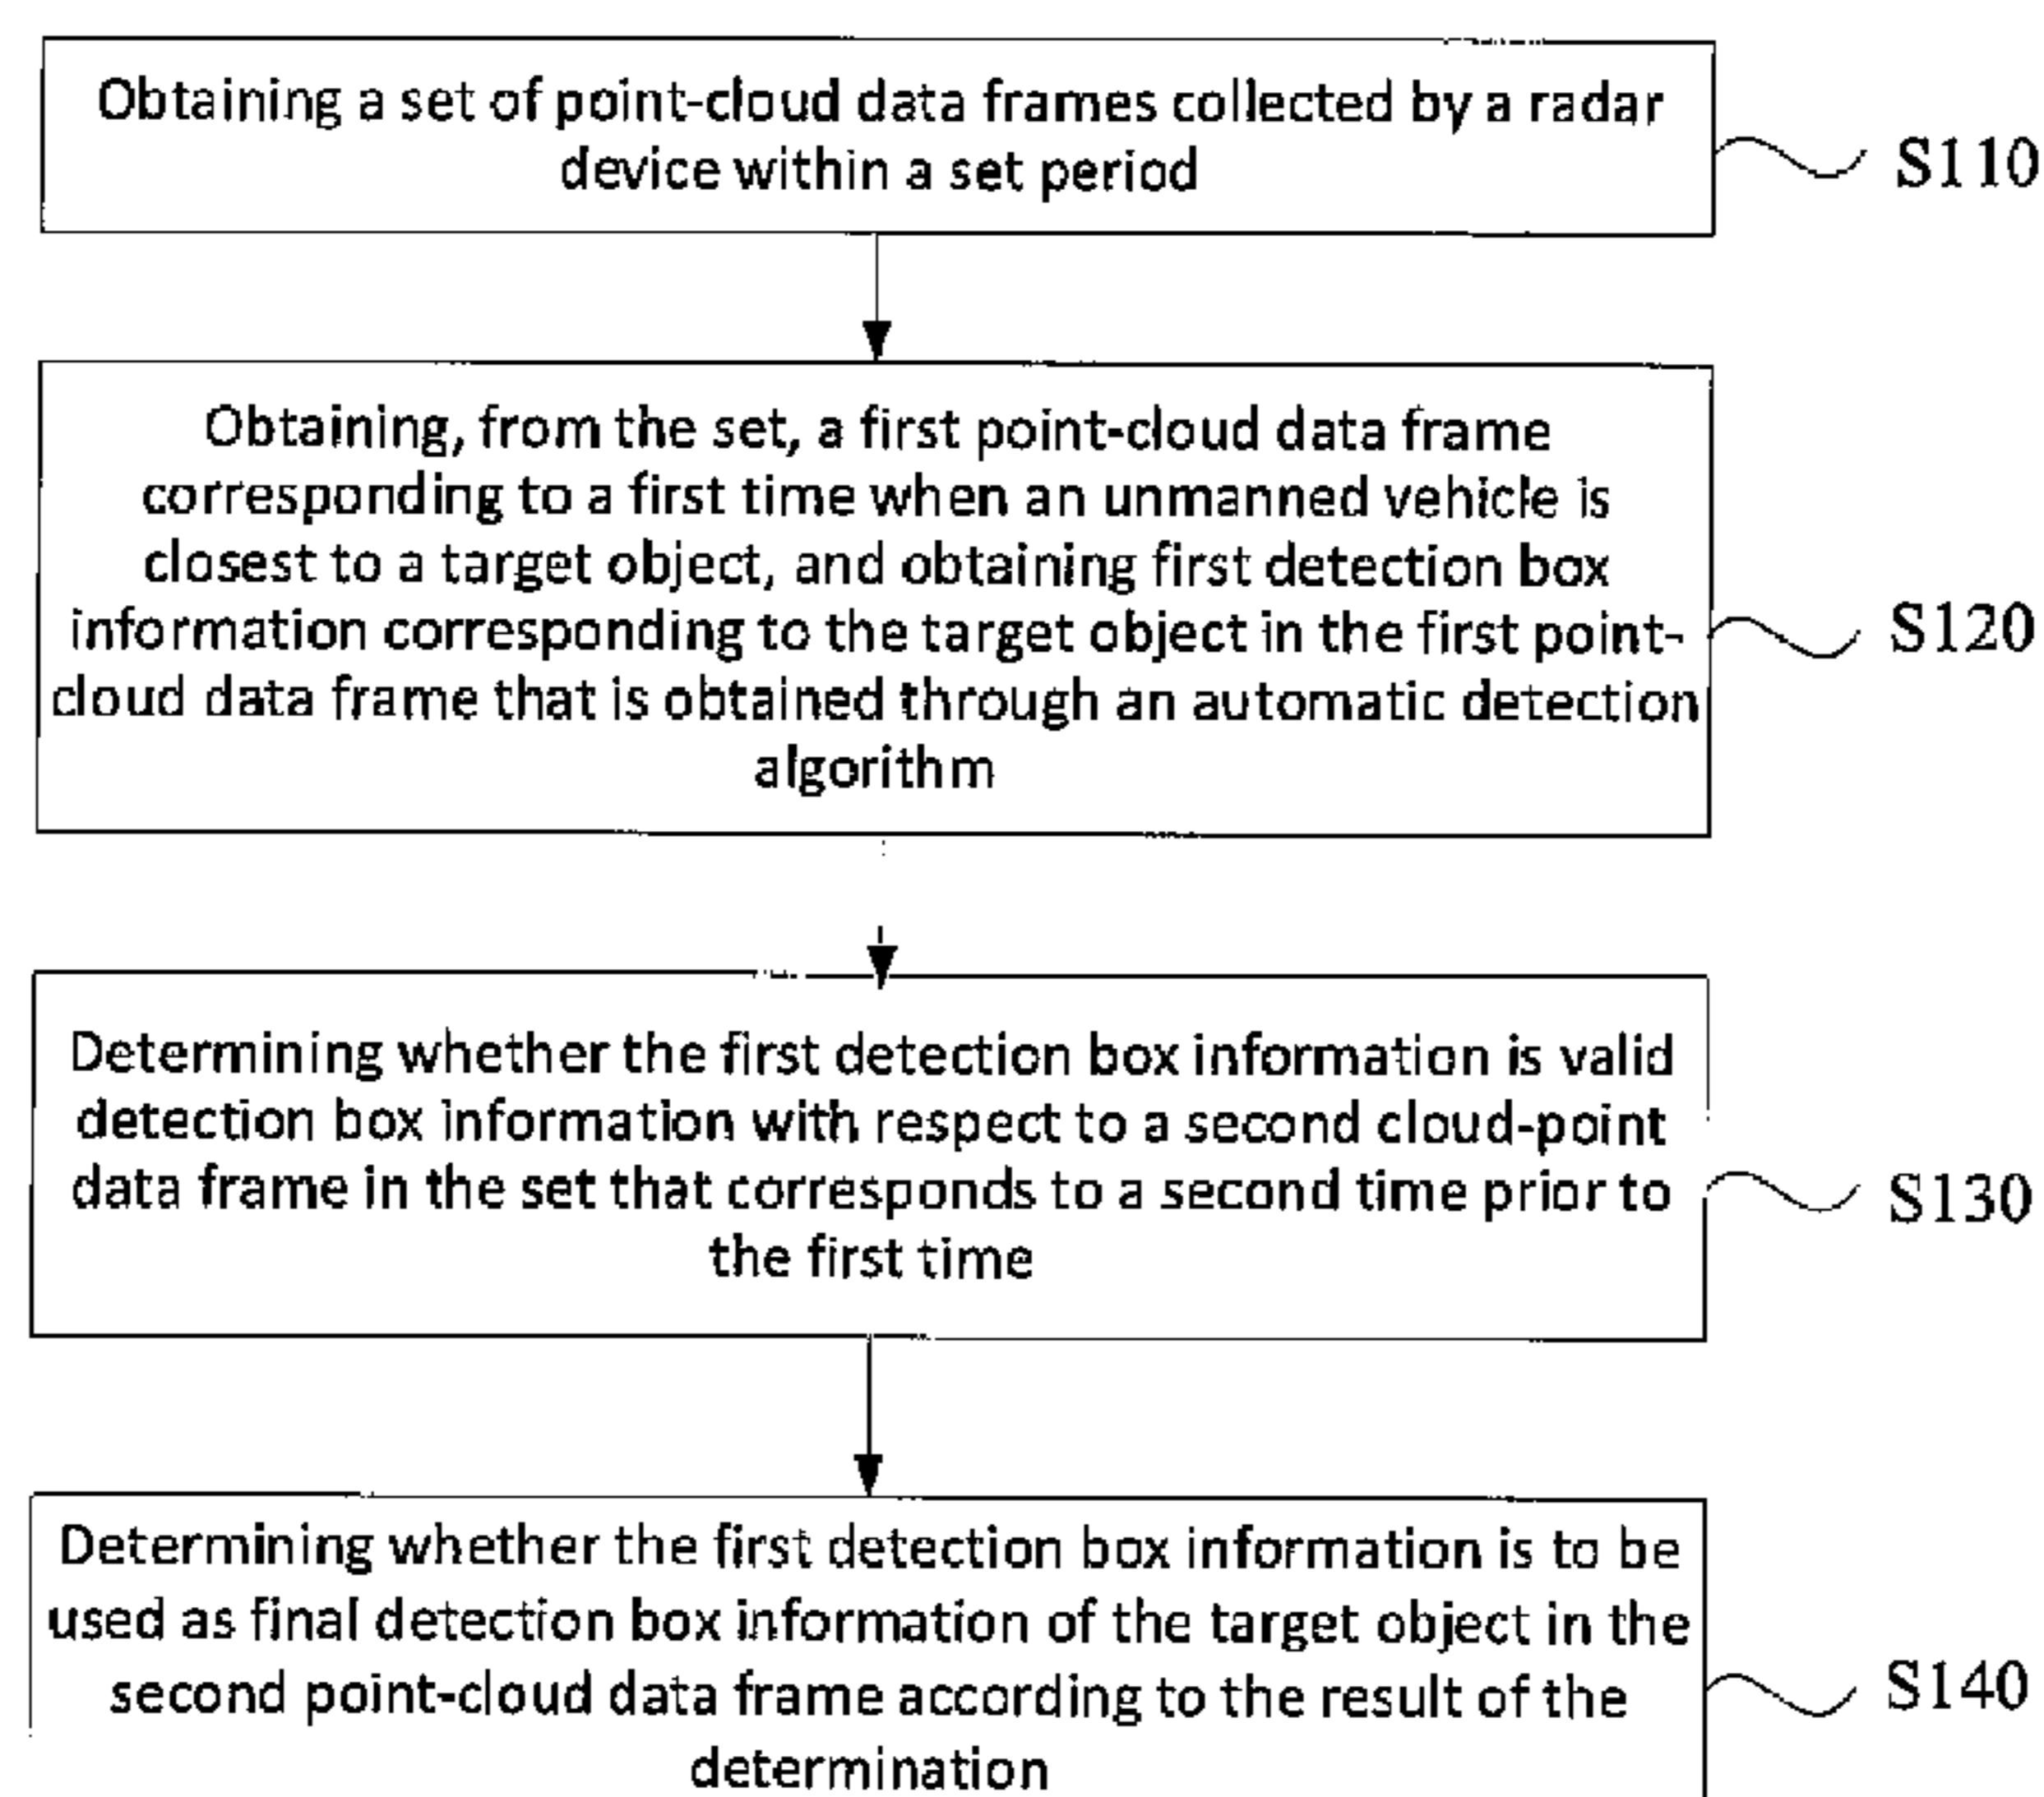 Obtaining a set of point-cloud data frames collected by a radar
device within a set period
S110
Obtaining, from the set, a first point-cloud data frame
corresponding to a first time when an unmanned vehicle is
closest to a target object, and obtaining first detection box
information corresponding to the target object in the first point-
cloud data frame that is obtained through an automatic detection
algorithm
S120
Determining whether the first detection box information is valid
detection box information with respect to a second cloud-point
data frame in the set that corresponds to a second time prior to
the first time
S130
Determining whether the first detection box information is to be
used as final detection box information of the target object in the
second point-cloud data frame according to the result of the
determination
S140